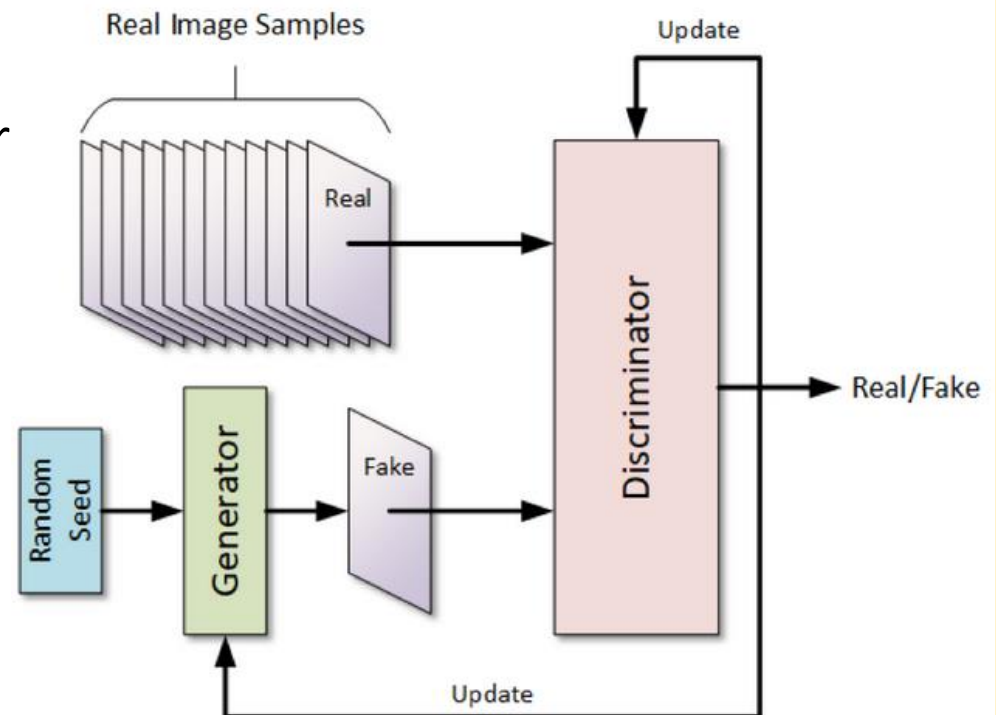 Real Image Samples
Update
r
Real
Discriminator
Real/Fake
Random
Seed
Generator
Fake
Update